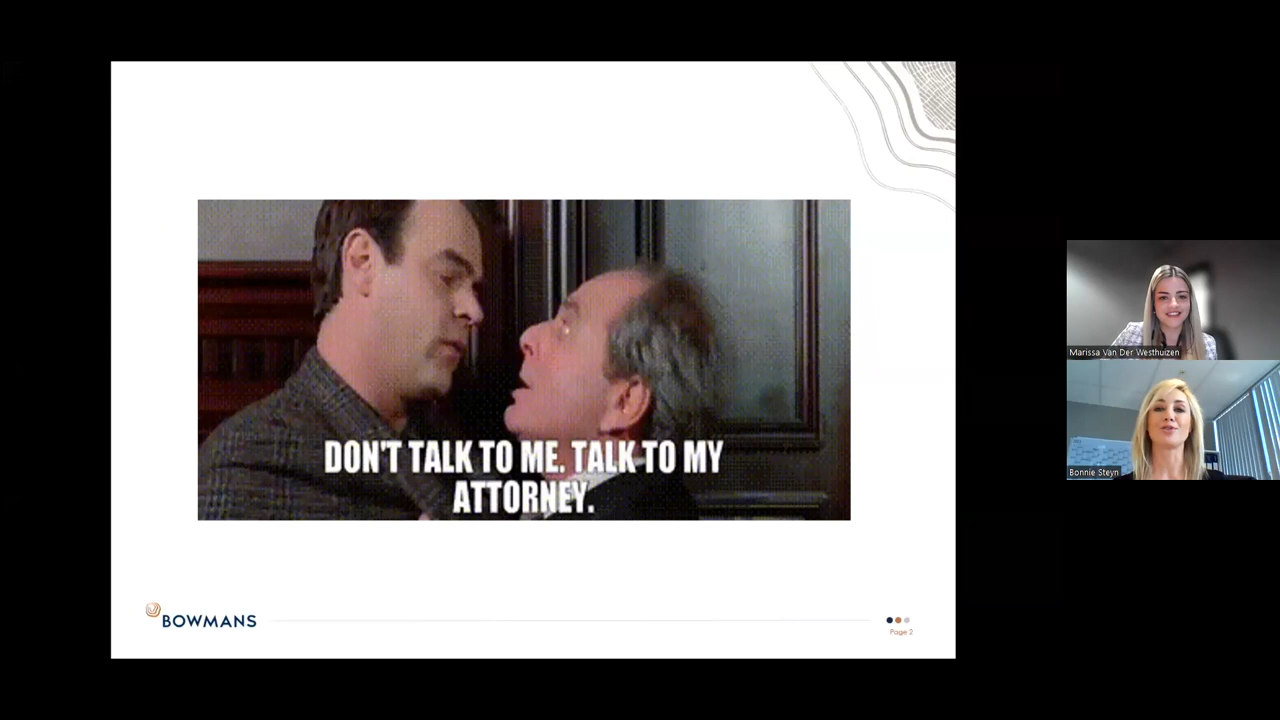 DON'T TALK TO ME. TALK TO MY
ATTORNEY.
BOWMANS
Page 2
Marissa Van Der Westhuizen
Bonnie Steyn